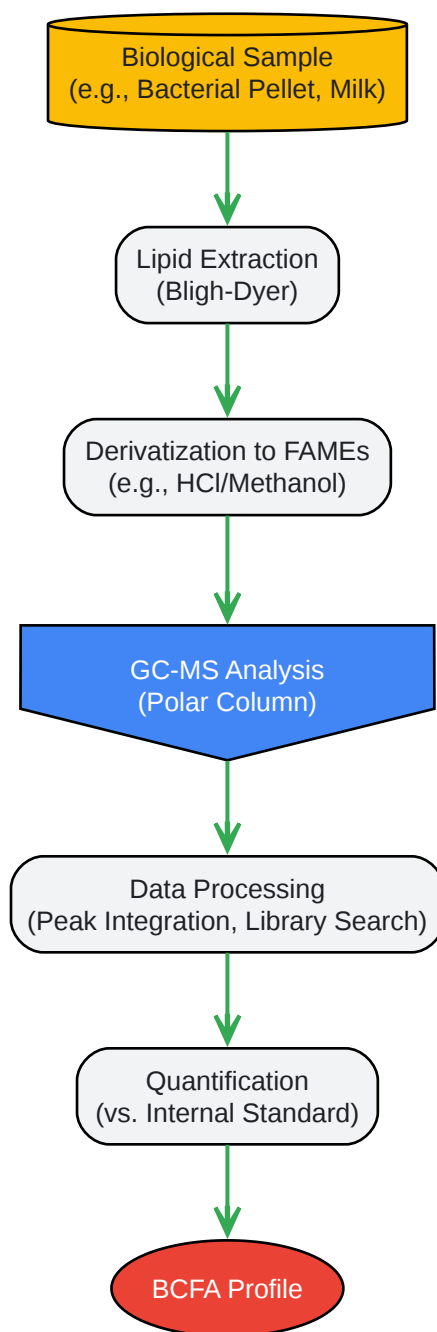 Biological Sample
(e.g., Bacterial Pellet, Milk)
Lipid Extraction
(Bligh-Dyer)
Derivatization to FAMEs
(e.g., HCl/Methanol)
GC-MS Analysis
(Polar Column)
Data Processing
(Peak Integration, Library Search)
Quantification
(vs. Internal Standard)
BCFA Profile